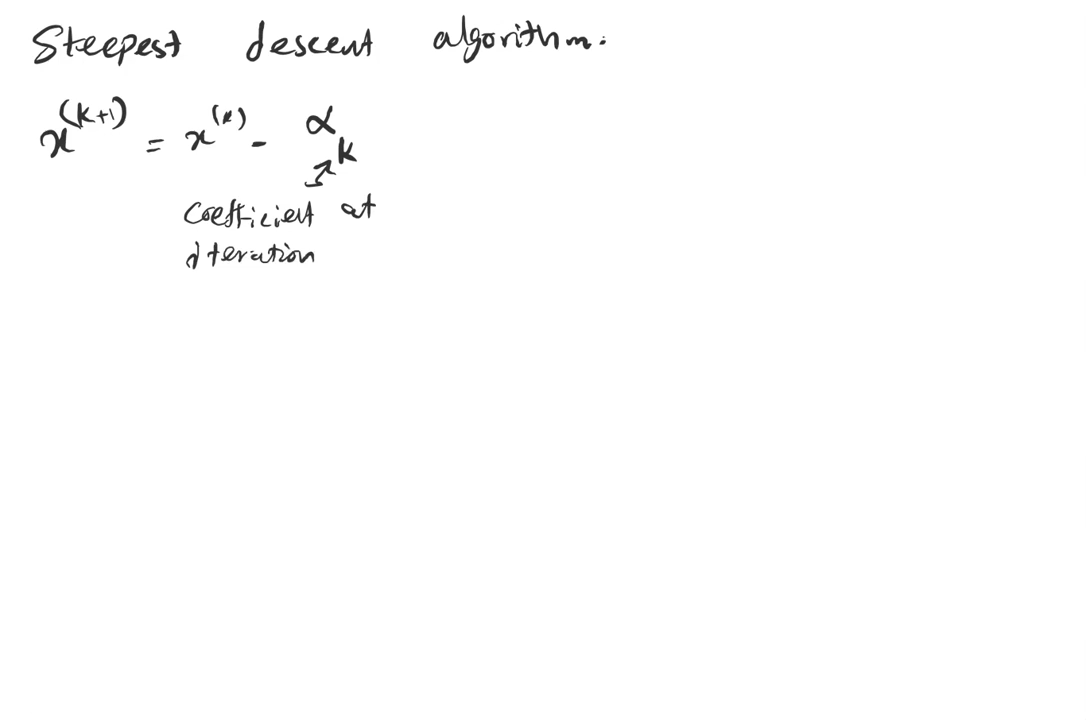 Steepest descent algorithm.
x^(k+1) = x^(k) - α_k
coefficient at
iteration